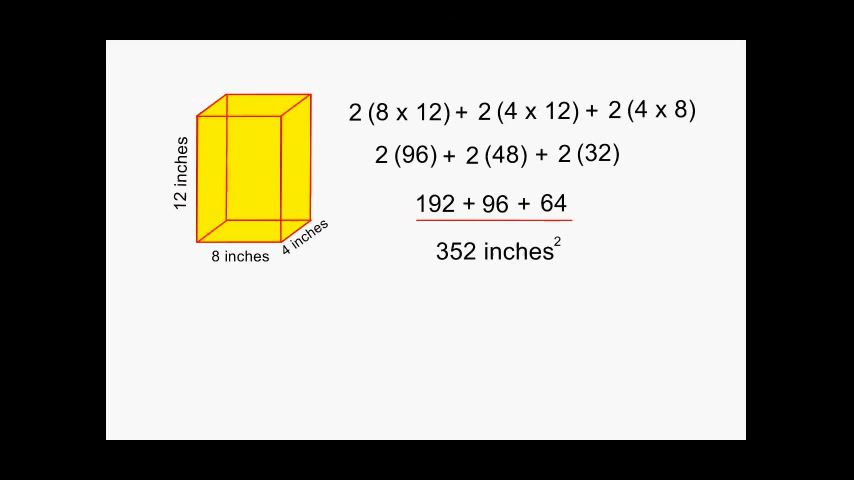 2 (8 x 12) + 2 (4 x 12) + 2 (4 x 8)
2 (96) + 2 (48) + 2 (32)
192 + 96 + 64
352 inches²
12 inches
8 inches
4 inches